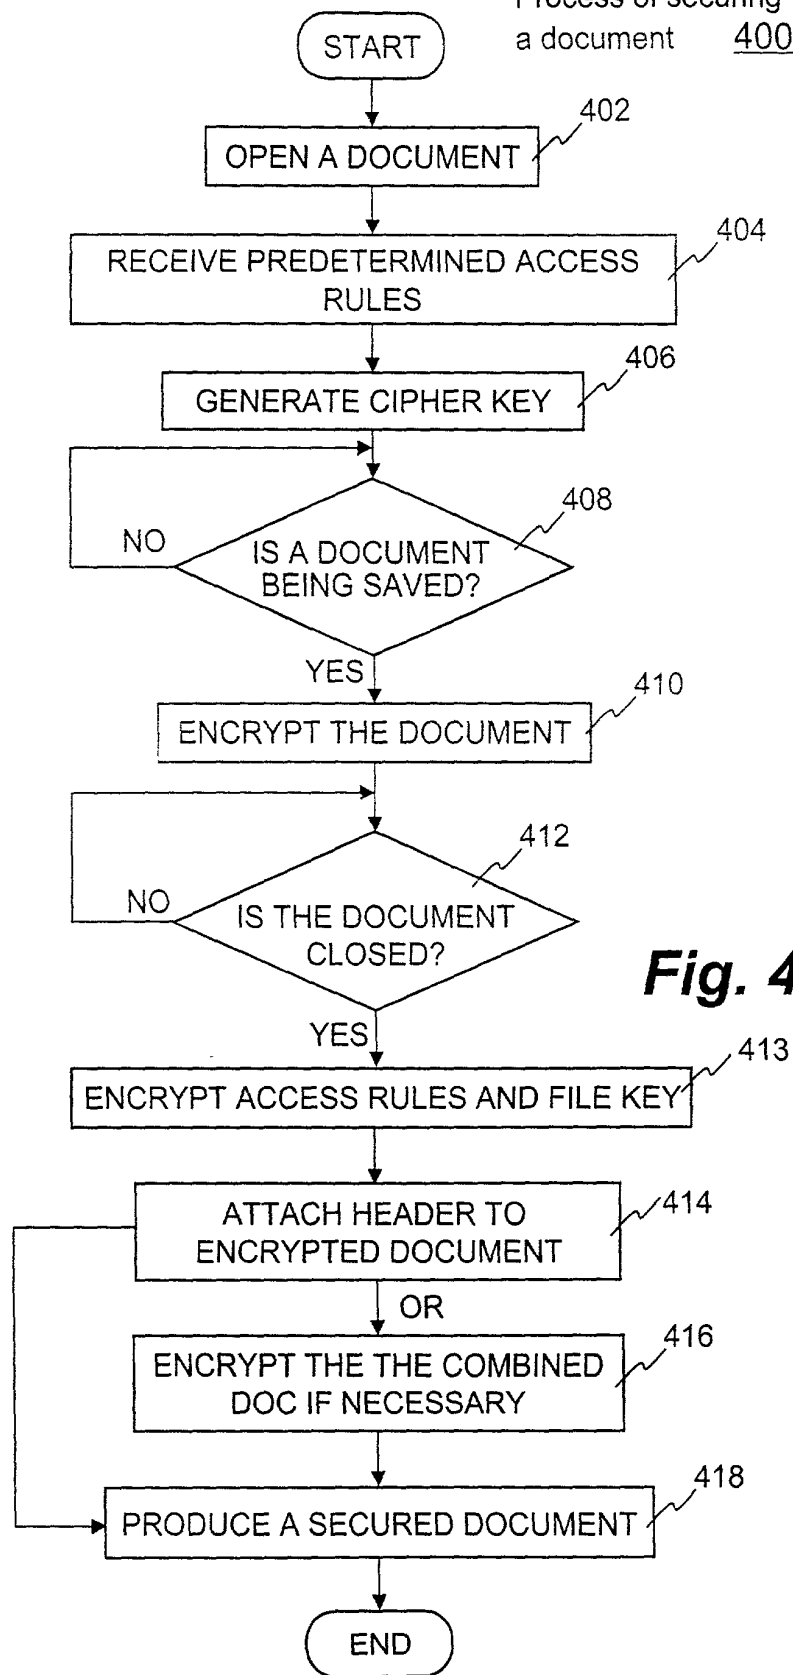 Process of securing
a document 400
START
402
OPEN A DOCUMENT
404
RECEIVE PREDETERMINED ACCESS
RULES
406
GENERATE CIPHER KEY
408
NO
IS A DOCUMENT
BEING SAVED?
YES
410
ENCRYPT THE DOCUMENT
412
NO
IS THE DOCUMENT
CLOSED?
Fig. 4
YES
413
ENCRYPT ACCESS RULES AND FILE KEY
414
ATTACH HEADER TO
ENCRYPTED DOCUMENT
OR
416
ENCRYPT THE THE COMBINED
DOC IF NECESSARY
418
PRODUCE A SECURED DOCUMENT
END